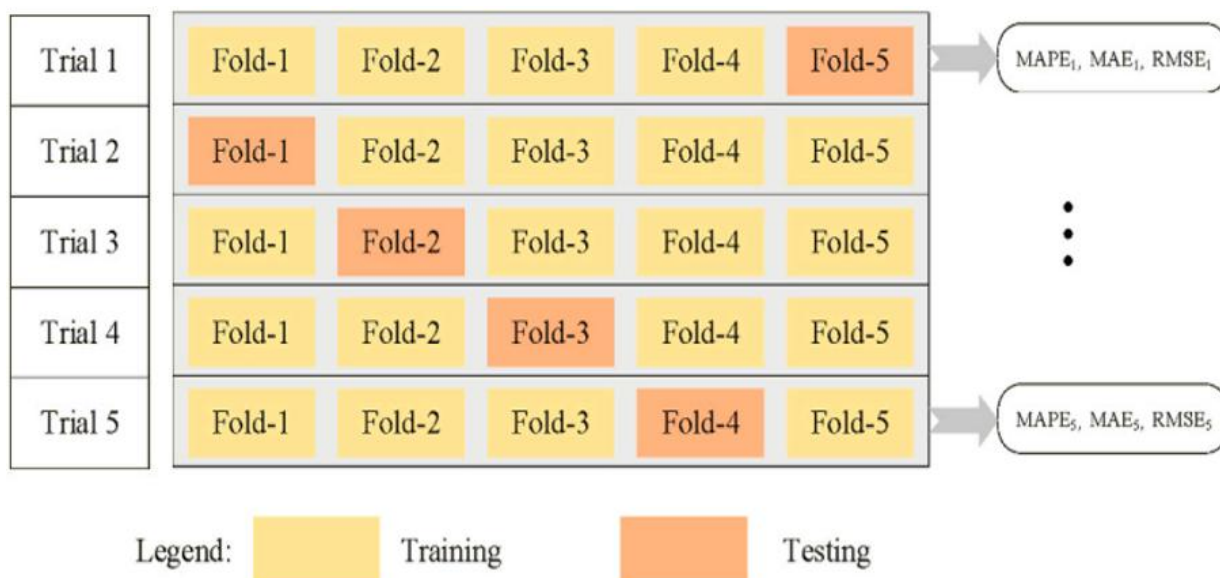 Trial 1 Fold-1 Fold-2 Fold-3 Fold-4 Fold-5 MAPE₁, MAE₁, RMSE₁
Trial 2 Fold-1 Fold-2 Fold-3 Fold-4 Fold-5
Trial 3 Fold-1 Fold-2 Fold-3 Fold-4 Fold-5
Trial 4 Fold-1 Fold-2 Fold-3 Fold-4 Fold-5
Trial 5 Fold-1 Fold-2 Fold-3 Fold-4 Fold-5 MAPE₅, MAE₅, RMSE₅
Legend: Training Testing